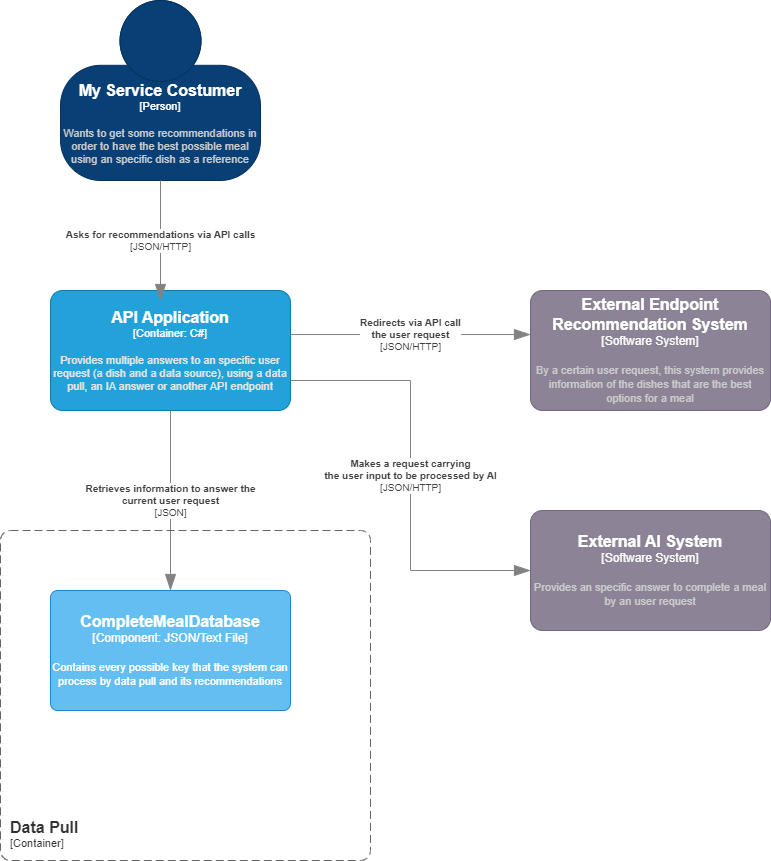 My Service Costumer
[Person]
Wants to get some recommendations in
order to have the best possible meal
using an specific dish as a reference
Asks for recommendations via API calls
[JSON/HTTP]
API Application
[Container: C#]
Provides multiple answers to an specific user
request (a dish and a data source), using a data
pull, an IA answer or another API endpoint
Redirects via API call
the user request
[JSON/HTTP]
External Endpoint
Recommendation System
[Software System]
By a certain user request, this system provides
information of the dishes that are the best
options for a meal
Makes a request carrying
the user input to be processed by AI
[JSON/HTTP]
Retrieves information to answer the
current user request
[JSON]
External AI System
[Software System]
Provides an specific answer to complete a meal
by an user request
CompleteMealDatabase
[Component: JSON/Text File]
Contains every possible key that the system can
process by data pull and its recommendations
Data Pull
[Container]